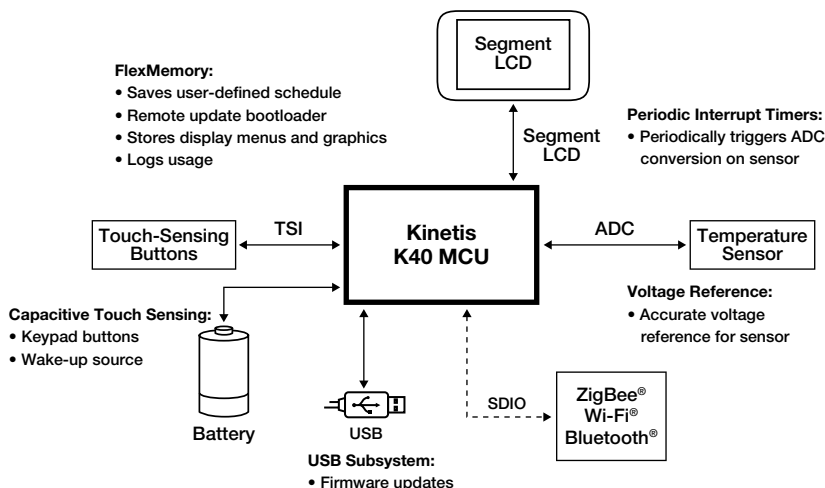 Segment
LCD
FlexMemory:
• Saves user-defined schedule
• Remote update bootloader
• Stores display menus and graphics
• Logs usage
Segment
LCD
Periodic Interrupt Timers:
• Periodically triggers ADC
conversion on sensor
Touch-Sensing
Buttons
TSI
Kinetis
K40 MCU
ADC
Temperature
Sensor
Capacitive Touch Sensing:
• Keypad buttons
• Wake-up source
Voltage Reference:
• Accurate voltage
reference for sensor
Battery
USB
SDIO
ZigBee®
Wi-Fi®
Bluetooth®
USB Subsystem:
• Firmware updates